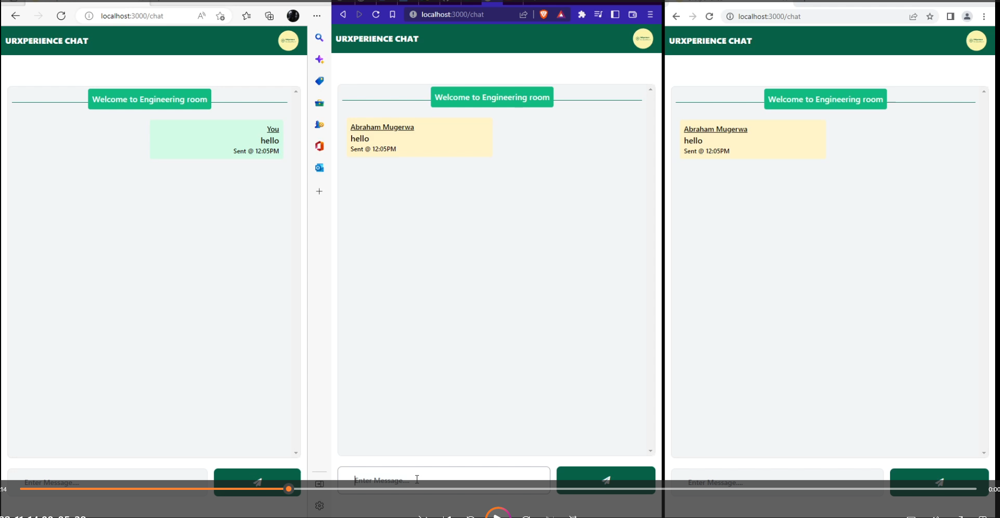 localhost:3000/chat
URXPERIENCE CHAT
Welcome to Engineering room
You
hello
Sent @ 12:05PM
Enter Message....
localhost:3000/chat
URXPERIENCE CHAT
Welcome to Engineering room
Abraham Mugerwa
hello
Sent @ 12:05PM
Enter Message....
localhost:3000/chat
URXPERIENCE CHAT
Welcome to Engineering room
Abraham Mugerwa
hello
Sent @ 12:05PM
Enter Message....
:14
0:00